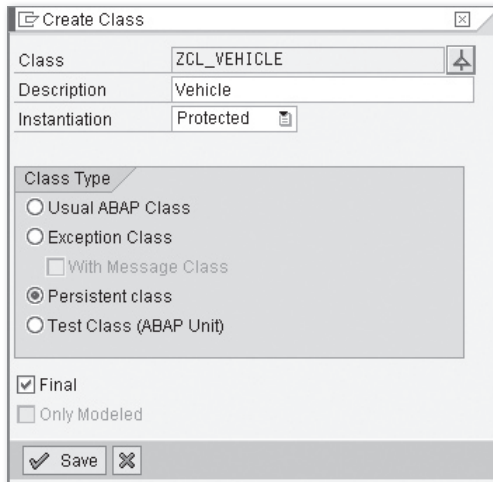 Create Class
Class ZCL_VEHICLE
Description Vehicle
Instantiation Protected
Class Type
Usual ABAP Class
Exception Class
With Message Class
Persistent class
Test Class (ABAP Unit)
Final
Only Modeled
Save